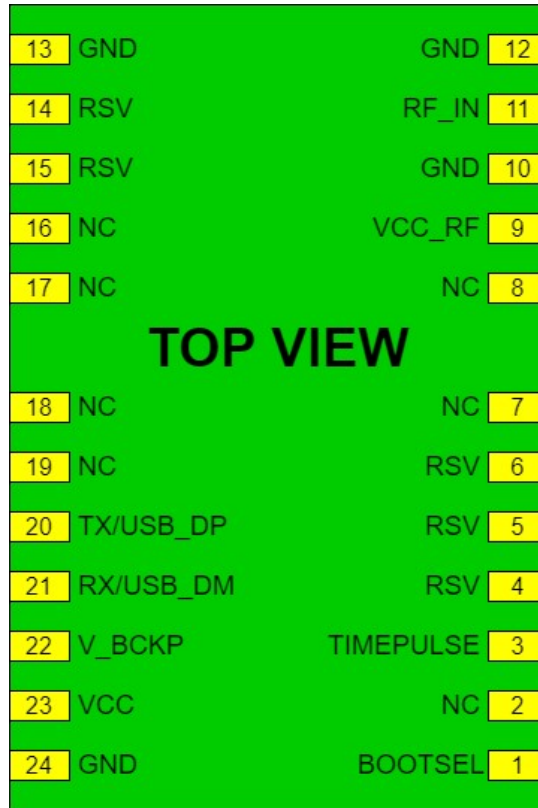 13 GND GND 12
14 RSV RF_IN 11
15 RSV GND 10
16 NC VCC_RF 9
17 NC NC 8
TOP VIEW
18 NC NC 7
19 NC RSV 6
20 TX/USB_DP RSV 5
21 RX/USB_DM RSV 4
22 V_BCKP TIMEPULSE 3
23 VCC NC 2
24 GND BOOTSEL 1